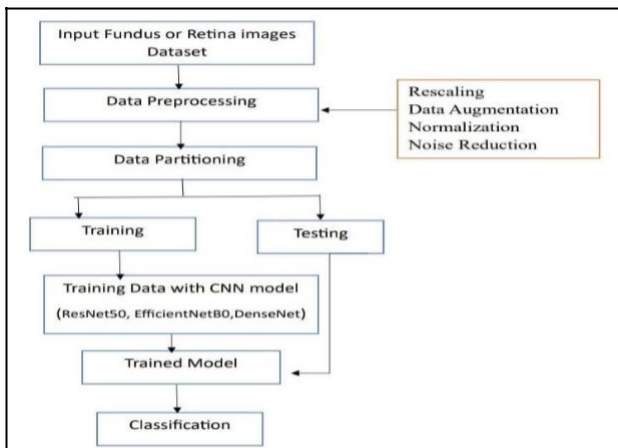 Input Fundus or Retina images
Dataset
Data Preprocessing
Rescaling
Data Augmentation
Normalization
Noise Reduction
Data Partitioning
Training
Testing
Training Data with CNN model
(ResNet50, EfficientNetB0,DenseNet)
Trained Model
Classification